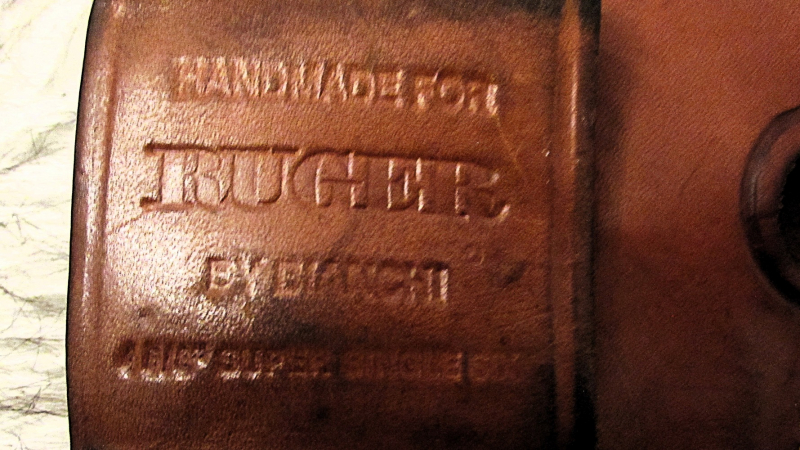 HANDMADE FOR
RUGER
BY BIANCHI
SUPER SINGLE SIX